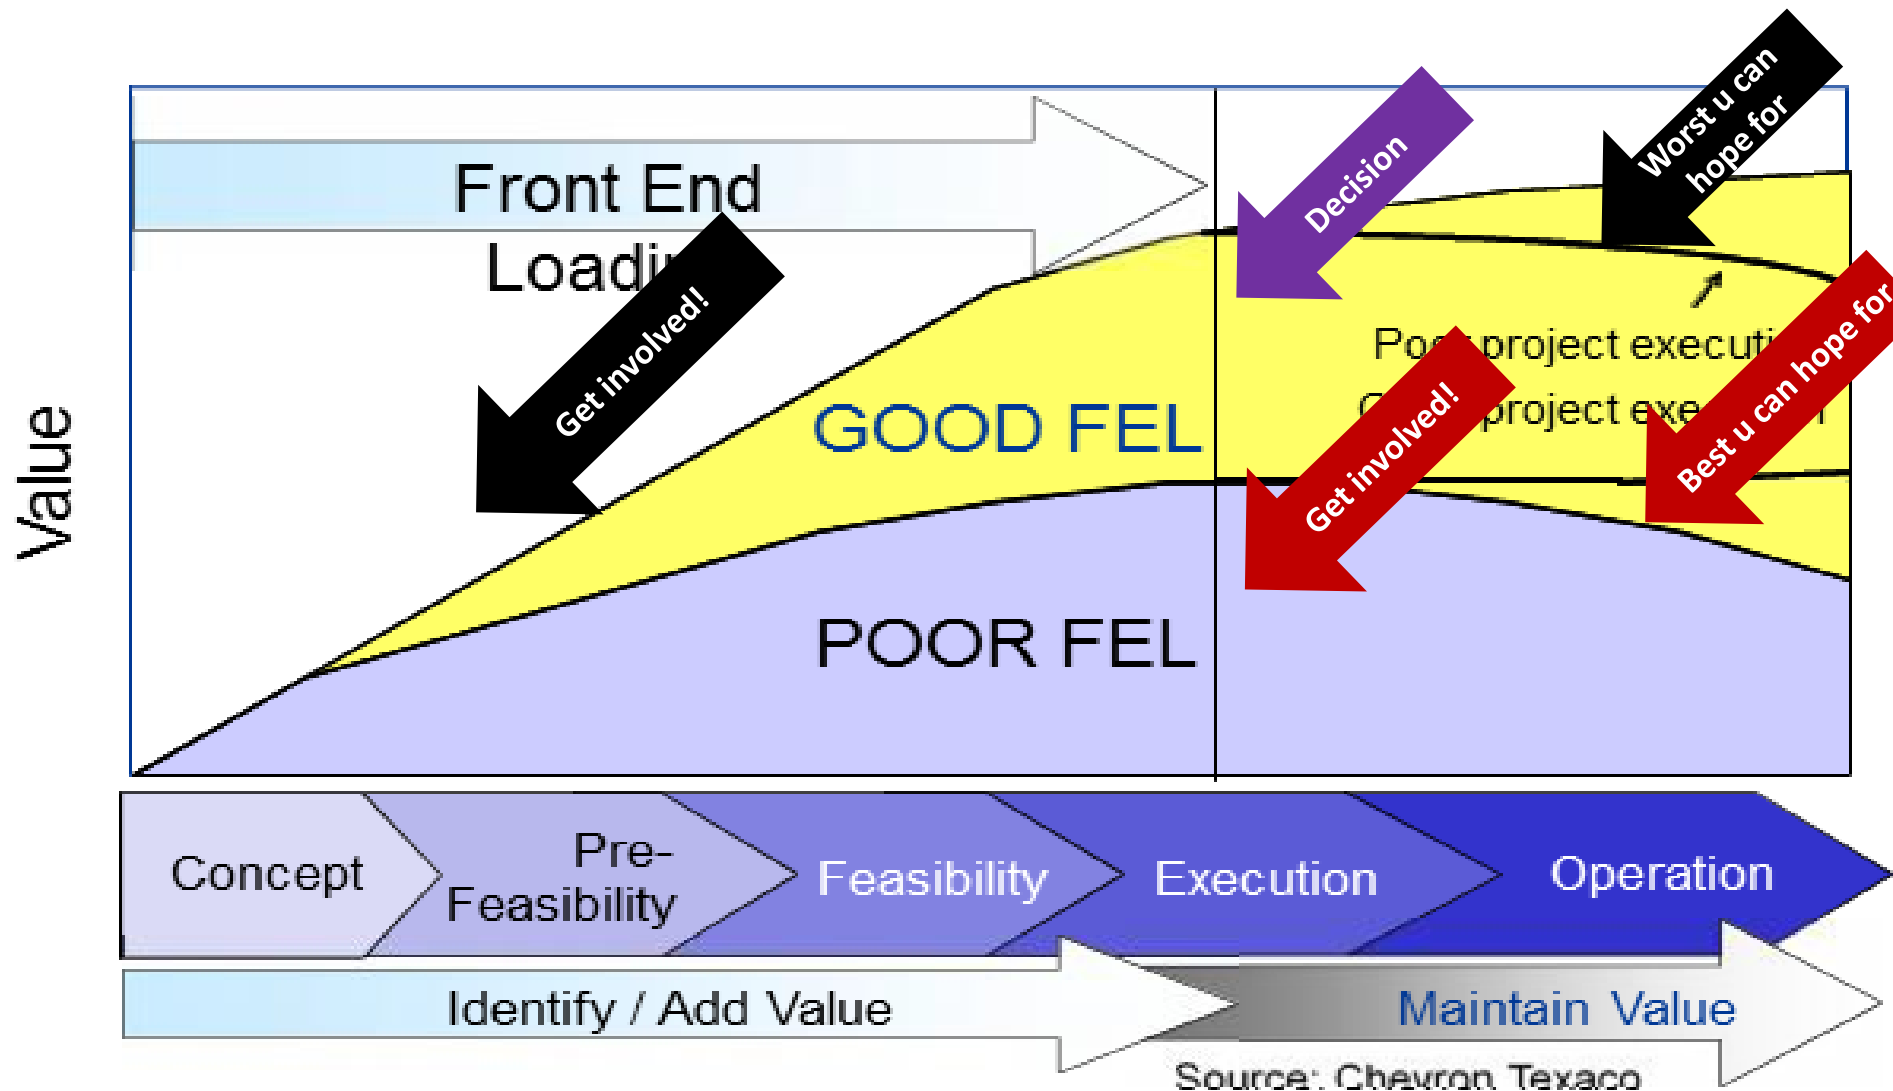 Front End
Loadin
Value
Get involved!
Decision
Worst u can
hope for
project executi
project exe
Get involved!
Best u can hope for
GOOD FEL
POOR FEL
Concept
Pre-
Feasibility
Feasibility
Execution
Operation
Identify / Add Value
Maintain Value
Source: Chevron Texaco